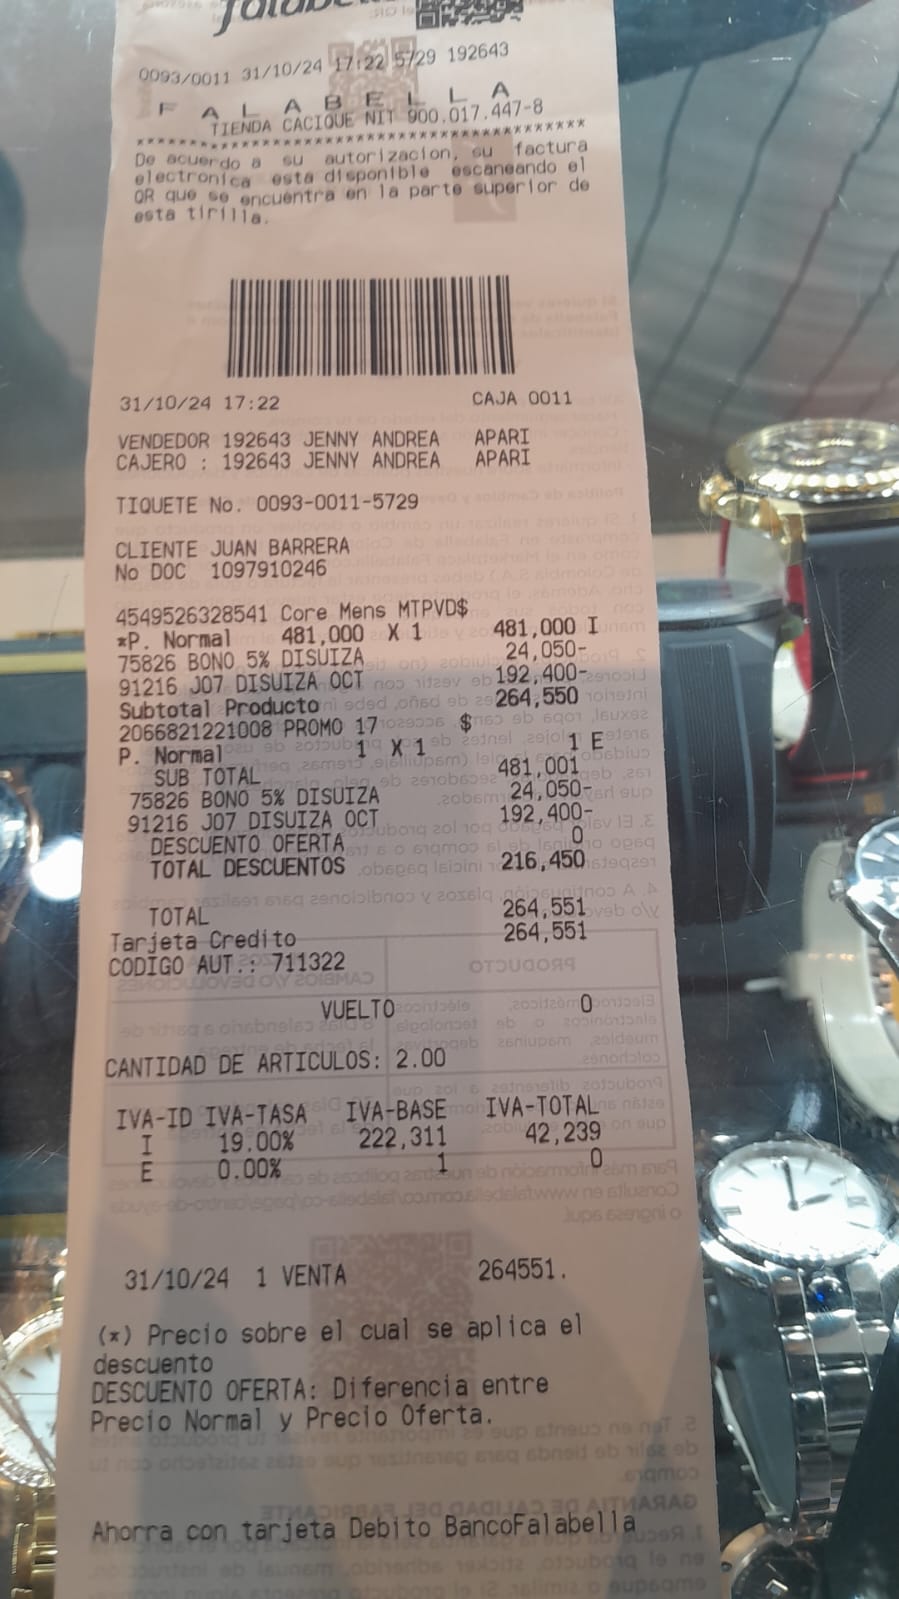 falabella
0093/0011 31/10/24 17:22 5729 192643
F A L A B E L L A
TIENDA CACIQUE NIT 900.017.447-8
****************************************
De acuerdo a su autorizacion, su factura
electronica esta disponible escaneando el
QR que se encuentra en la parte superior de
esta tirilla.
31/10/24 17:22 CAJA 0011
VENDEDOR 192643 JENNY ANDREA APARI
CAJERO : 192643 JENNY ANDREA APARI
TIQUETE No. 0093-0011-5729
CLIENTE JUAN BARRERA
No DOC 1097910246
4549526328541 Core Mens MTPVD$
*P. Normal 481,000 X 1 481,000 I
75826 BONO 5% DISUIZA 24,050-
91216 J07 DISUIZA OCT 192,400-
Subtotal Producto 264,550
2066821221008 PROMO 17 $
P. Normal 1 X 1 1 E
SUB TOTAL 481,001
75826 BONO 5% DISUIZA 24,050-
91216 J07 DISUIZA OCT 192,400-
DESCUENTO OFERTA 0
TOTAL DESCUENTOS 216,450
TOTAL 264,551
Tarjeta Credito 264,551
CODIGO AUT.: 711322
VUELTO 0
CANTIDAD DE ARTICULOS: 2.00
IVA-ID IVA-TASA IVA-BASE IVA-TOTAL
I 19.00% 222,311 42,239
E 0.00% 1 0
31/10/24 1 VENTA 264551.
(*) Precio sobre el cual se aplica el
descuento
DESCUENTO OFERTA: Diferencia entre
Precio Normal y Precio Oferta.
Ahorra con tarjeta Debito BancoFalabella